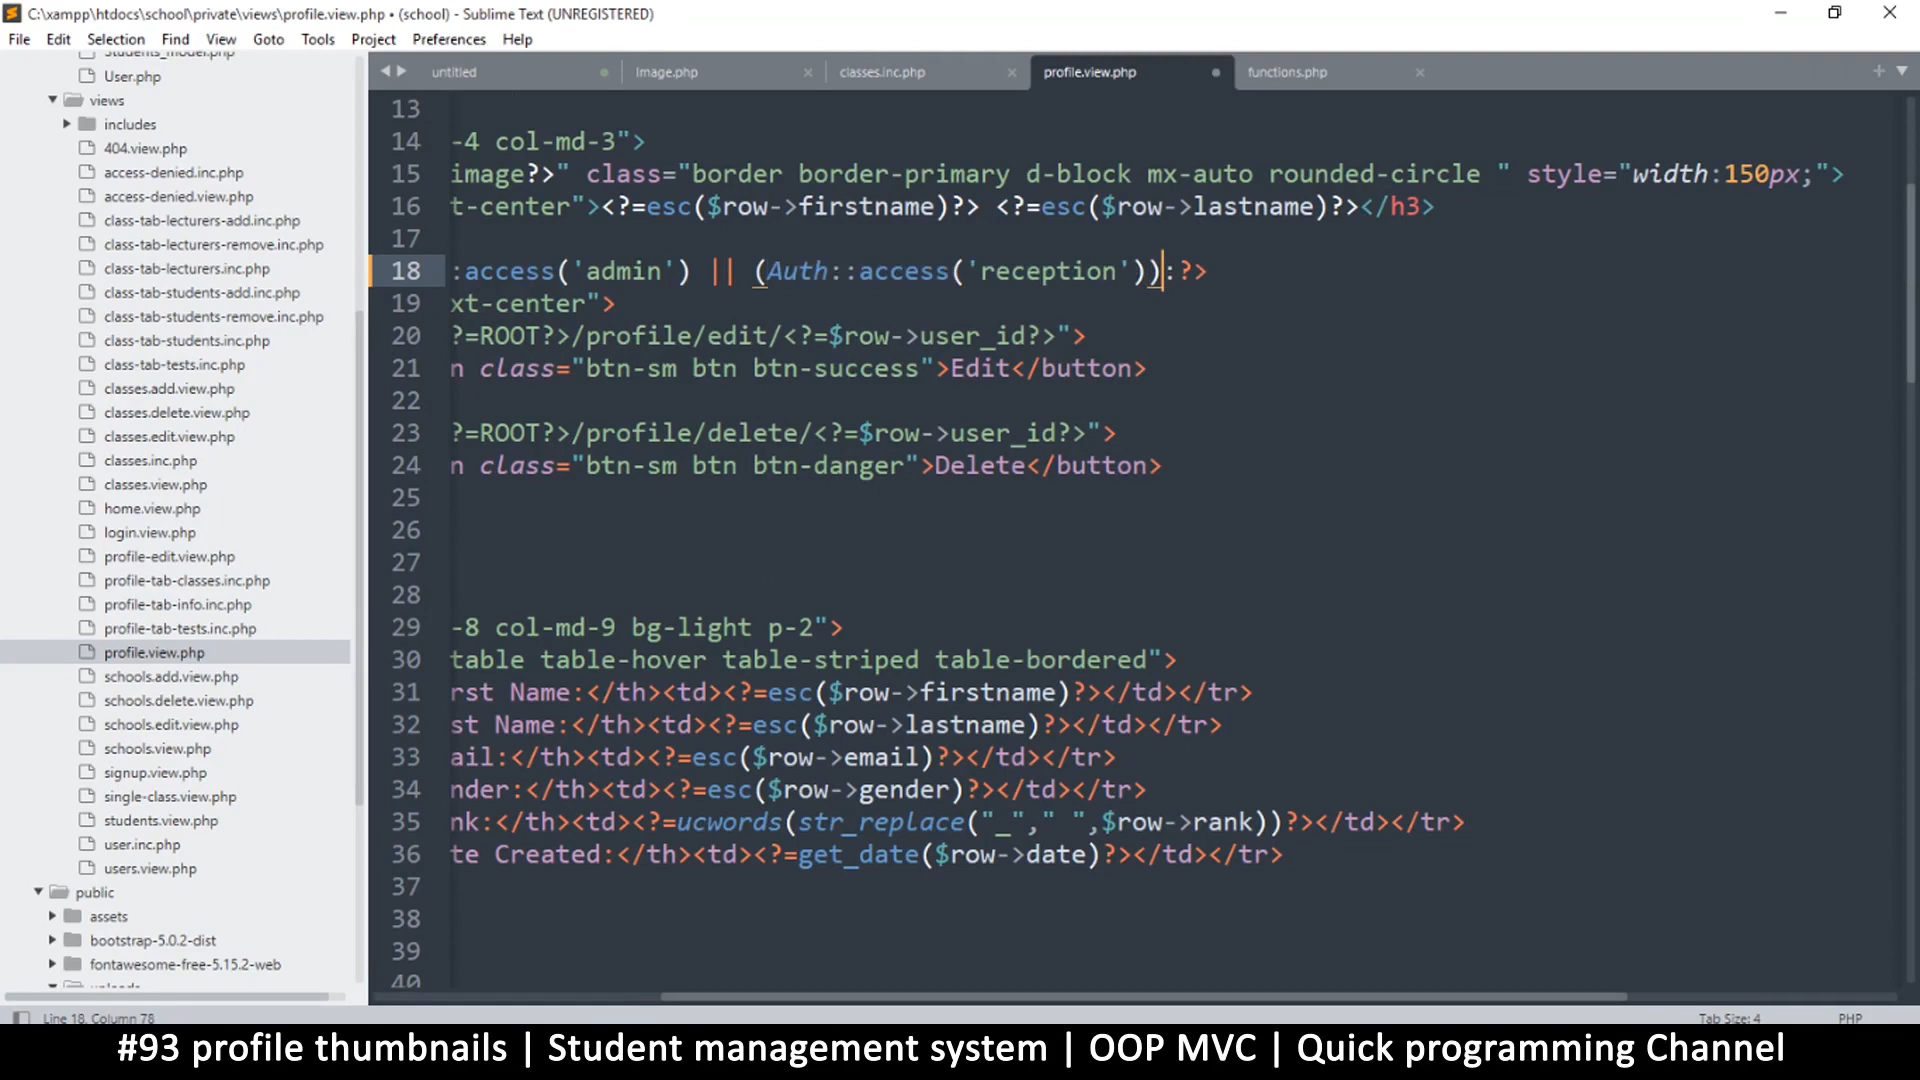 C:\xampp\htdocs\school\private\views\profile.view.php • (school) - Sublime Text (UNREGISTERED)
File Edit Selection Find View Goto Tools Project Preferences Help
untitled Image.php classes.inc.php profile.view.php functions.php
Students_model.php
User.php
views
includes
404.view.php
access-denied.inc.php
access-denied.view.php
class-tab-lecturers-add.inc.php
class-tab-lecturers-remove.inc.php
class-tab-lecturers.inc.php
class-tab-students-add.inc.php
class-tab-students-remove.inc.php
class-tab-students.inc.php
class-tab-tests.inc.php
classes.add.view.php
classes.delete.view.php
classes.edit.view.php
classes.inc.php
classes.view.php
home.view.php
login.view.php
profile-edit.view.php
profile-tab-classes.inc.php
profile-tab-info.inc.php
profile-tab-tests.inc.php
profile.view.php
schools.add.view.php
schools.delete.view.php
schools.edit.view.php
schools.view.php
signup.view.php
single-class.view.php
students.view.php
user.inc.php
users.view.php
public
assets
bootstrap-5.0.2-dist
fontawesome-free-5.15.2-web
uploads
13
14 -4 col-md-3">
15 image?>" class="border border-primary d-block mx-auto rounded-circle " style="width:150px;">
16 t-center"><?=esc($row->firstname)?> <?=esc($row->lastname)?></h3>
17
18 :access('admin') || (Auth::access('reception')):?>
19 xt-center">
20 ?=ROOT?>/profile/edit/<?=$row->user_id?>">
21 n class="btn-sm btn btn-success">Edit</button>
22
23 ?=ROOT?>/profile/delete/<?=$row->user_id?>">
24 n class="btn-sm btn btn-danger">Delete</button>
25
26
27
28
29 -8 col-md-9 bg-light p-2">
30 table table-hover table-striped table-bordered">
31 rst Name:</th><td><?=esc($row->firstname)?></td></tr>
32 st Name:</th><td><?=esc($row->lastname)?></td></tr>
33 ail:</th><td><?=esc($row->email)?></td></tr>
34 nder:</th><td><?=esc($row->gender)?></td></tr>
35 nk:</th><td><?=ucwords(str_replace("_"," ",$row->rank))?></td></tr>
36 te Created:</th><td><?=get_date($row->date)?></td></tr>
37
38
39
40
Line 18, Column 78 Tab Size: 4 PHP
#93 profile thumbnails | Student management system | OOP MVC | Quick programming Channel